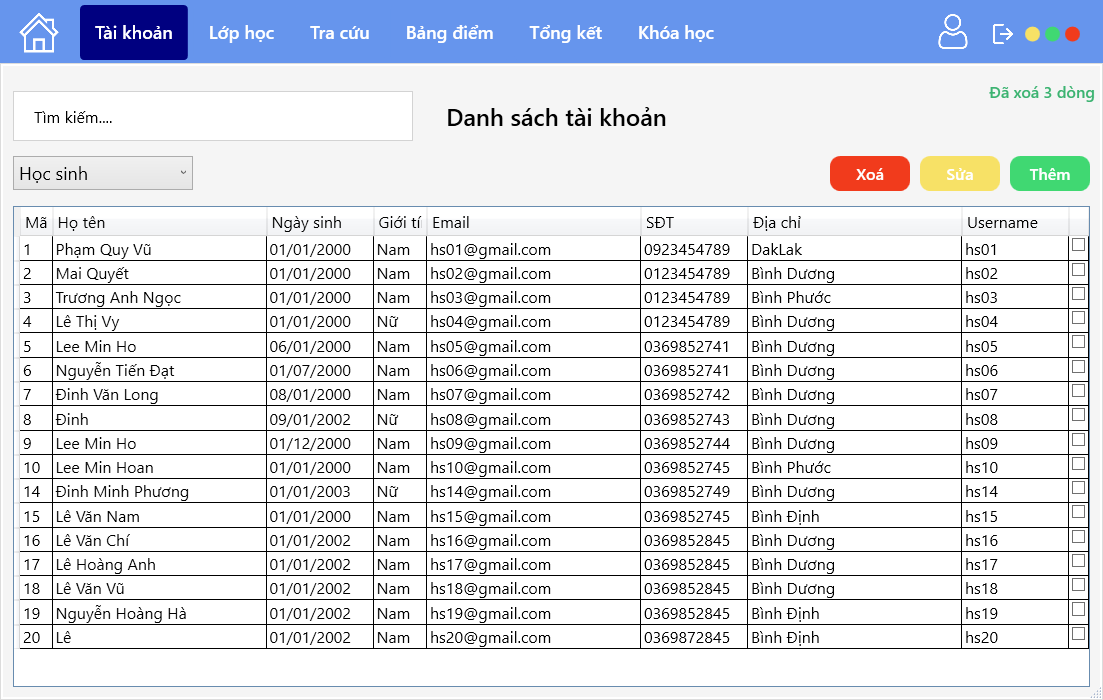 Tài khoản Lớp học Tra cứu Bảng điểm Tổng kết Khóa học
Đã xoá 3 dòng
Tìm kiếm.... Danh sách tài khoản
Học sinh Xoá Sửa Thêm
Mã Họ tên Ngày sinh Giới tí Email SĐT Địa chỉ Username
1 Phạm Quy Vũ 01/01/2000 Nam hs01@gmail.com 0923454789 DakLak hs01
2 Mai Quyết 01/01/2000 Nam hs02@gmail.com 0123454789 Bình Dương hs02
3 Trương Anh Ngọc 01/01/2000 Nam hs03@gmail.com 0123454789 Bình Phước hs03
4 Lê Thị Vy 01/01/2000 Nữ hs04@gmail.com 0123454789 Bình Dương hs04
5 Lee Min Ho 06/01/2000 Nam hs05@gmail.com 0369852741 Bình Dương hs05
6 Nguyễn Tiến Đạt 01/07/2000 Nam hs06@gmail.com 0369852741 Bình Dương hs06
7 Đinh Văn Long 08/01/2000 Nam hs07@gmail.com 0369852742 Bình Dương hs07
8 Đinh 09/01/2002 Nữ hs08@gmail.com 0369852743 Bình Dương hs08
9 Lee Min Ho 01/12/2000 Nam hs09@gmail.com 0369852744 Bình Dương hs09
10 Lee Min Hoan 01/01/2000 Nam hs10@gmail.com 0369852745 Bình Phước hs10
14 Đinh Minh Phương 01/01/2003 Nữ hs14@gmail.com 0369852749 Bình Dương hs14
15 Lê Văn Nam 01/01/2000 Nam hs15@gmail.com 0369852745 Bình Định hs15
16 Lê Văn Chí 01/01/2002 Nam hs16@gmail.com 0369852845 Bình Dương hs16
17 Lê Hoàng Anh 01/01/2002 Nam hs17@gmail.com 0369852845 Bình Dương hs17
18 Lê Văn Vũ 01/01/2002 Nam hs18@gmail.com 0369852845 Bình Dương hs18
19 Nguyễn Hoàng Hà 01/01/2002 Nam hs19@gmail.com 0369852845 Bình Định hs19
20 Lê 01/01/2002 Nam hs20@gmail.com 0369872845 Bình Định hs20